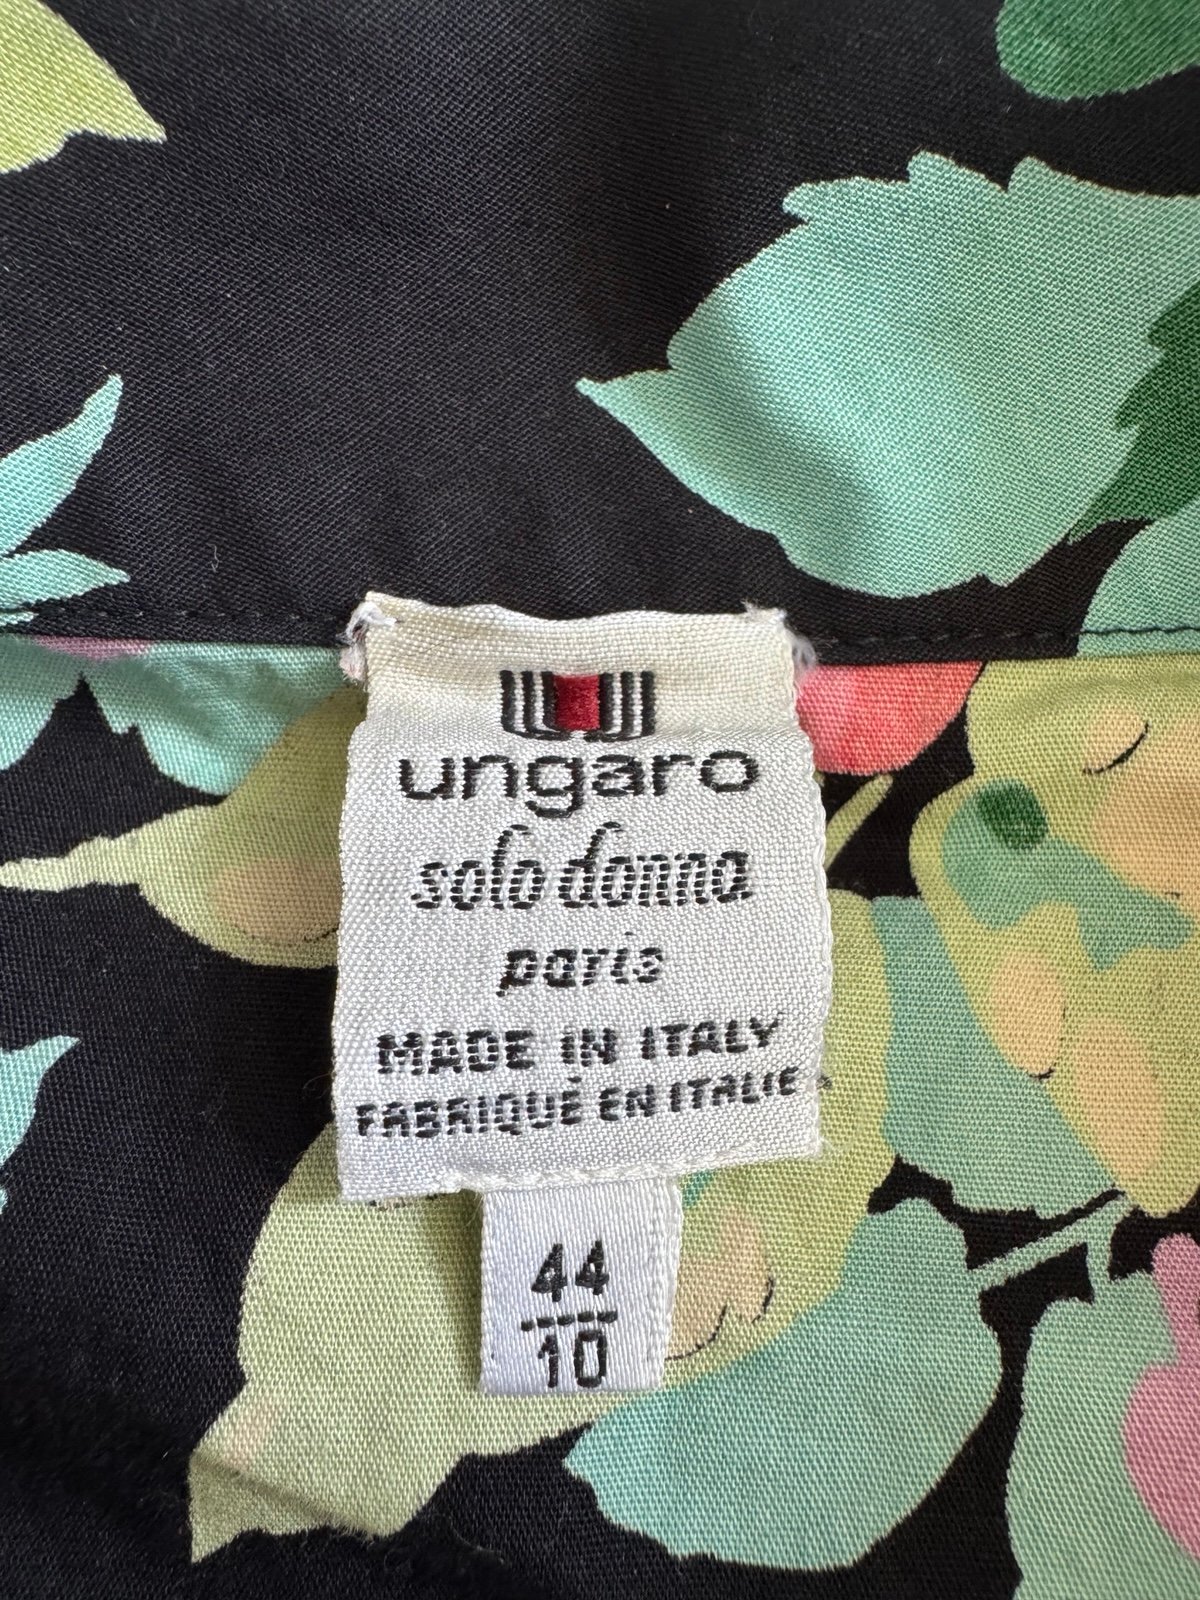 ungaro
solo donna
paris
MADE IN ITALY
FABRIQUÉ EN ITALIE
44
10